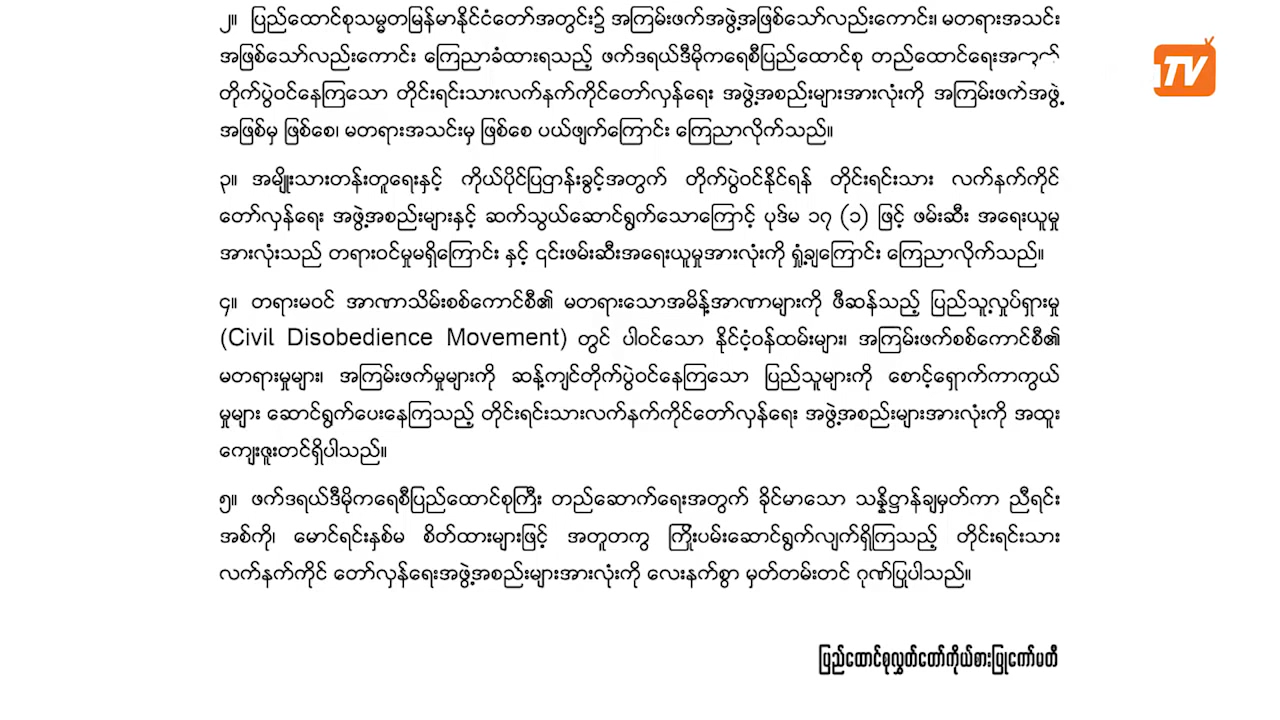 ၂။ ပြည်ထောင်စုသမ္မတမြန်မာနိုင်ငံတော်အတွင်း၌ အကြမ်းဖက်အဖွဲ့အဖြစ်သော်လည်းကောင်း၊ မတရားအသင်း
အဖြစ်သော်လည်းကောင်း ကြေညာခံထားရသည့် ဖက်ဒရယ်ဒီမိုကရေစီပြည်ထောင်စု တည်ထောင်ရေးအတွက်
တိုက်ပွဲဝင်နေကြသော တိုင်းရင်းသားလက်နက်ကိုင်တော်လှန်ရေး အဖွဲ့အစည်းများအားလုံးကို အကြမ်းဖက်အဖွဲ့
အဖြစ်မှ ဖြစ်စေ၊ မတရားအသင်းမှ ဖြစ်စေ ပယ်ဖျက်ကြောင်း ကြေညာလိုက်သည်။
၃။ အမျိုးသားတန်းတူရေးနှင့် ကိုယ်ပိုင်ပြဌာန်းခွင့်အတွက် တိုက်ပွဲဝင်နိုင်ရန် တိုင်းရင်းသား လက်နက်ကိုင်
တော်လှန်ရေး အဖွဲ့အစည်းများနှင့် ဆက်သွယ်ဆောင်ရွက်သောကြောင့် ပုဒ်မ ၁၇ (၁) ဖြင့် ဖမ်းဆီး အရေးယူမှု
အားလုံးသည် တရားဝင်မှုမရှိကြောင်း နှင့် ၎င်းဖမ်းဆီးအရေးယူမှုအားလုံးကို ရှုံ့ချကြောင်း ကြေညာလိုက်သည်။
၄။ တရားမဝင် အာဏာသိမ်းစစ်ကောင်စီ၏ မတရားသောအမိန့်အာဏာများကို ဖီဆန်သည့် ပြည်သူ့လှုပ်ရှားမှု
(Civil Disobedience Movement) တွင် ပါဝင်သော နိုင်ငံ့ဝန်ထမ်းများ၊ အကြမ်းဖက်စစ်ကောင်စီ၏
မတရားမှုများ၊ အကြမ်းဖက်မှုများကို ဆန့်ကျင်တိုက်ပွဲဝင်နေကြသော ပြည်သူများကို စောင့်ရှောက်ကာကွယ်
မှုများ ဆောင်ရွက်ပေးနေကြသည့် တိုင်းရင်းသားလက်နက်ကိုင်တော်လှန်ရေး အဖွဲ့အစည်းများအားလုံးကို အထူး
ကျေးဇူးတင်ရှိပါသည်။
၅။ ဖက်ဒရယ်ဒီမိုကရေစီပြည်ထောင်စုကြီး တည်ဆောက်ရေးအတွက် ခိုင်မာသော သန္နိဋ္ဌာန်ချမှတ်ကာ ညီရင်း
အစ်ကို၊ မောင်ရင်းနှစ်မ စိတ်ထားများဖြင့် အတူတကွ ကြိုးပမ်းဆောင်ရွက်လျက်ရှိကြသည့် တိုင်းရင်းသား
လက်နက်ကိုင် တော်လှန်ရေးအဖွဲ့အစည်းများအားလုံးကို လေးနက်စွာ မှတ်တမ်းတင် ဂုဏ်ပြုပါသည်။
ပြည်ထောင်စုလွှတ်တော်ကိုယ်စားပြုကော်မတီ
TV